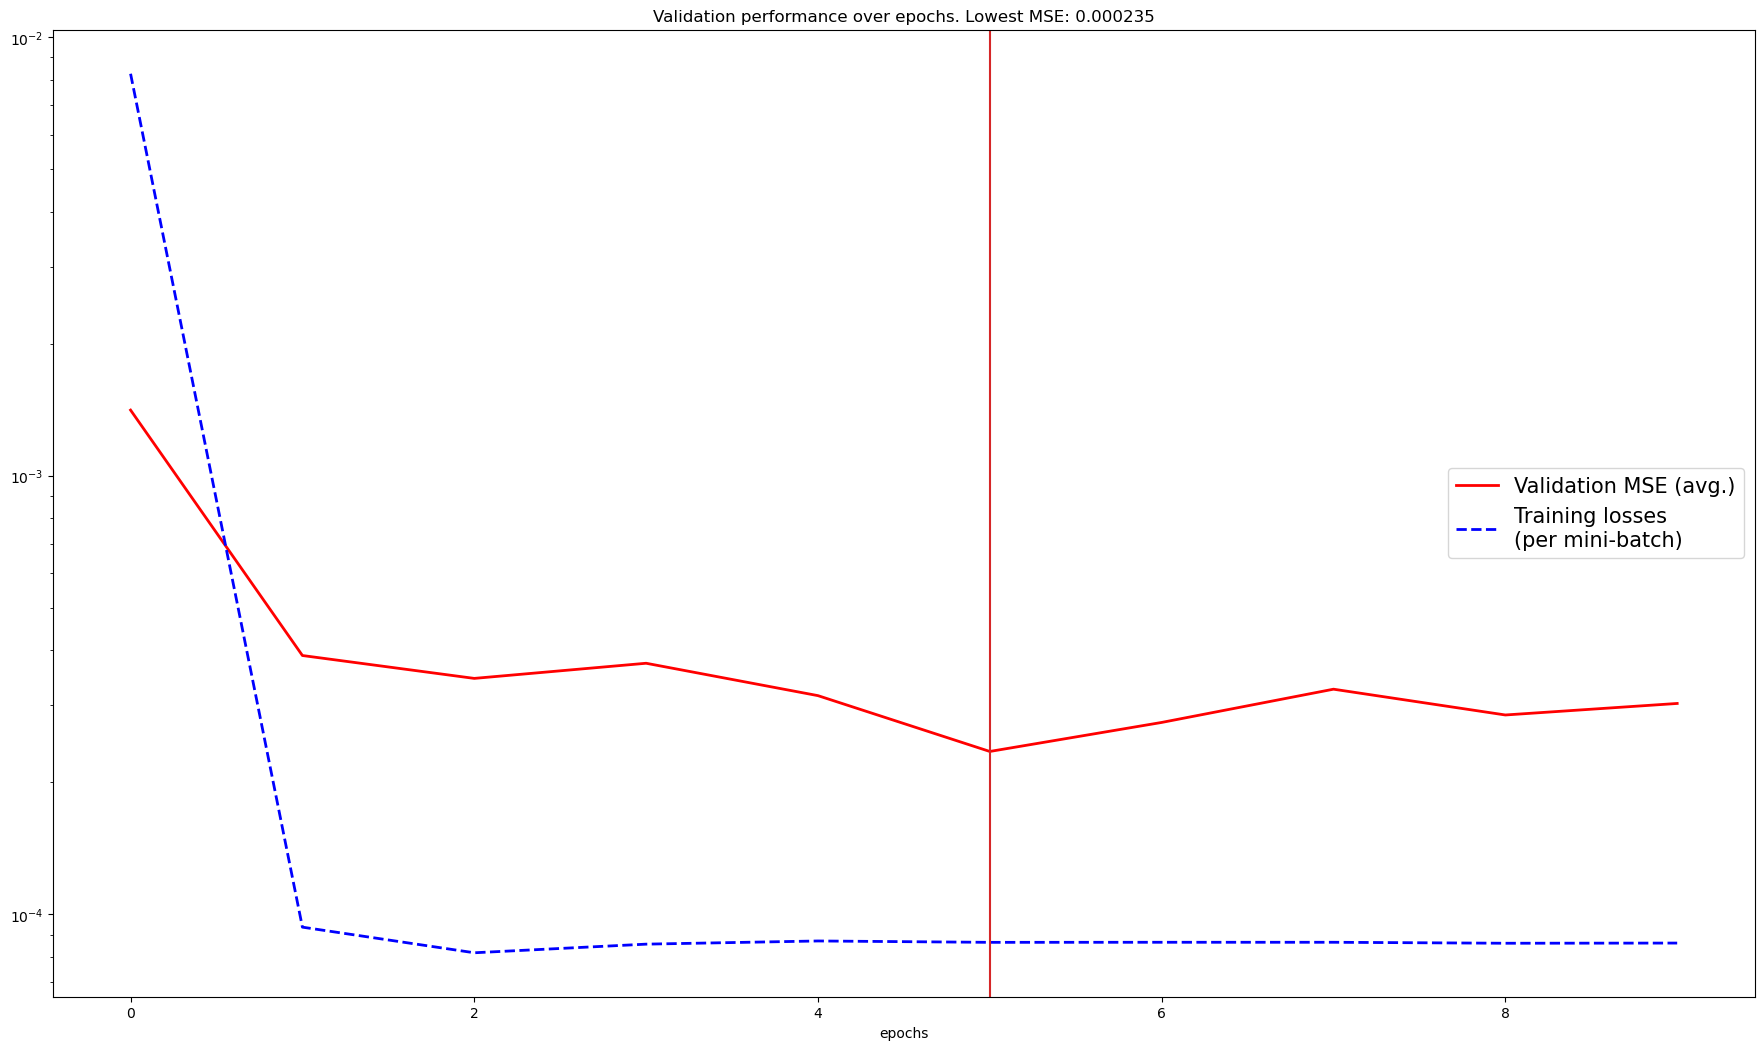 Validation performance over epochs. Lowest MSE: 0.000235
10⁻²
10⁻³
10⁻⁴
Validation MSE (avg.)
Training losses
(per mini-batch)
0 2 4 6 8
epochs